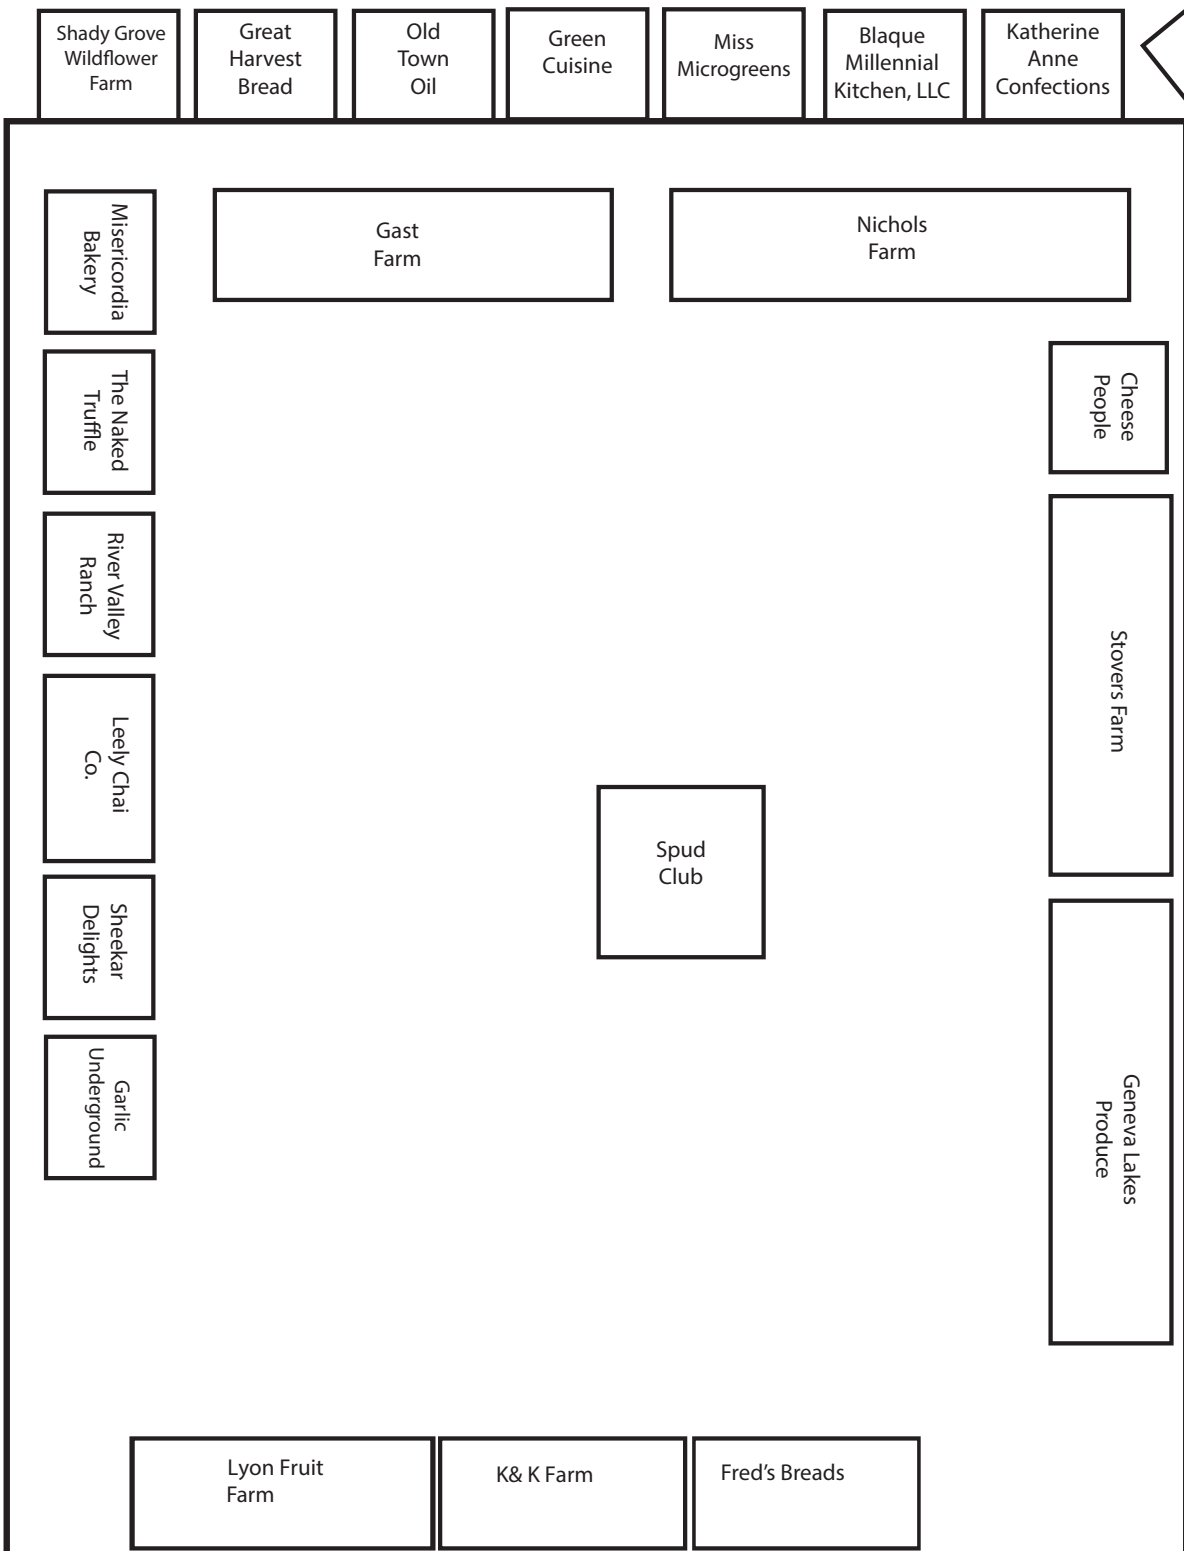 Shady Grove
Wildflower
Farm
Great
Harvest
Bread
Old
Town
Oil
Green
Cuisine
Miss
Microgreens
Blaque
Millennial
Kitchen, LLC
Katherine
Anne
Confections
Misericordia
Bakery
Gast
Farm
Nichols
Farm
The Naked
Truffle
Cheese
People
River Valley
Ranch
Stovers Farm
Leely Chai
Co.
Spud
Club
Sheekar
Delights
Garlic
Underground
Geneva Lakes
Produce
Lyon Fruit
Farm
K& K Farm
Fred's Breads